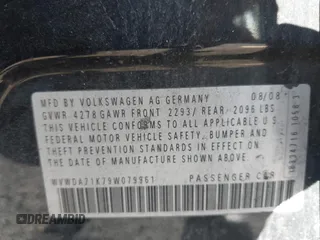 MFD BY VOLKSWAGEN AG GERMANY 08/08
GVWR 4278 GAWR FRONT 2293/ REAR 2096 LBS
THIS VEHICLE CONFORMS TO ALL APPLICABLE U.S.
FEDERAL MOTOR VEHICLE SAFETY, BUMPER AND
THEFT PREVENTION STANDARDS IN EFFECT ON THE
DATE OF MANUFACTURE SHOWN ABOVE
WVWDA71K79W079961 PASSENGER CAR
DRIVEDAMAGE